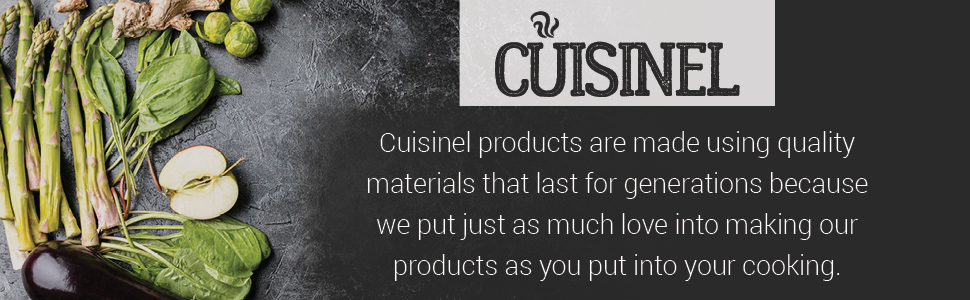 CUISINEL
Cuisinel products are made using quality
materials that last for generations because
we put just as much love into making our
products as you put into your cooking.